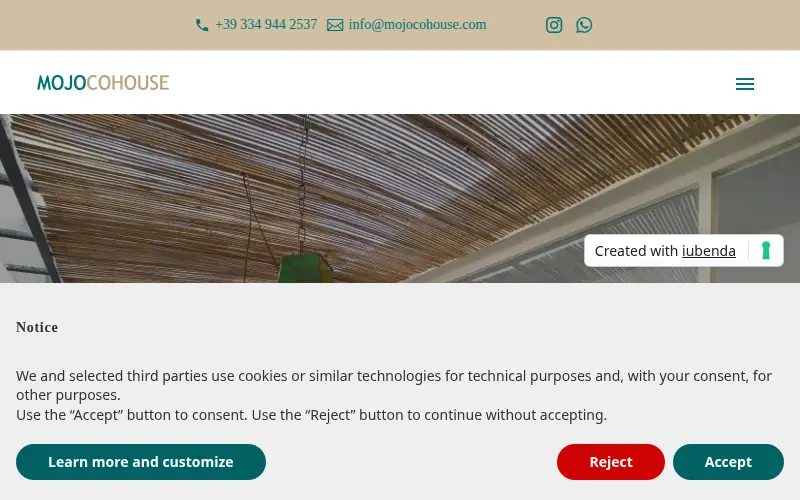 +39 334 944 2537 info@mojocohouse.com
MOJOCOHOUSE
Created with iubenda
Notice
We and selected third parties use cookies or similar technologies for technical purposes and, with your consent, for
other purposes.
Use the “Accept” button to consent. Use the “Reject” button to continue without accepting.
Learn more and customize Reject Accept